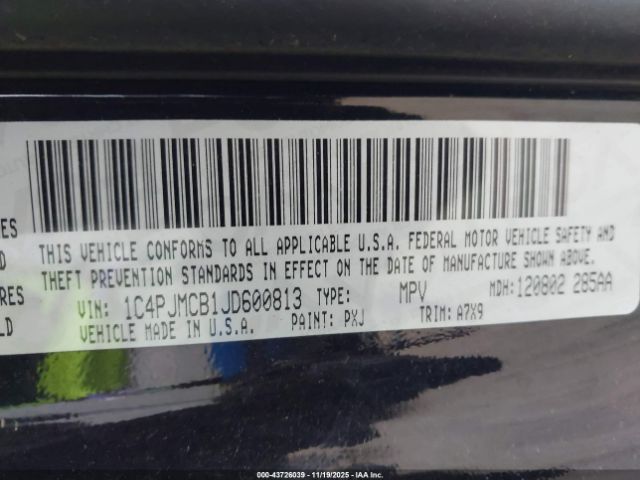 ES
D
RES
LD
THIS VEHICLE CONFORMS TO ALL APPLICABLE U.S.A. FEDERAL MOTOR VEHICLE SAFETY AND
THEFT PREVENTION STANDARDS IN EFFECT ON THE DATE OF MANUFACTURE SHOWN ABOVE.
VIN: 1C4PJMCB1JD600813 TYPE: MPV MDH: 120802 285AA
VEHICLE MADE IN U.S.A. PAINT: PXJ TRIM: A7X9
000-43726039 - 11/19/2025 - IAA, Inc.